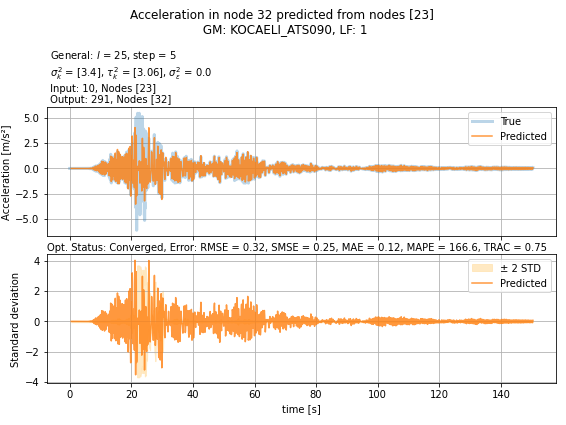 Acceleration in node 32 predicted from nodes [23]
GM: KOCAELI_ATS090, LF: 1
General: l = 25, step = 5
σ²ₖ = [3.4], τ²ₖ = [3.06], σ²ₜ = 0.0
Input: 10, Nodes [23]
Output: 291, Nodes [32]
5.0
2.5
0.0
−2.5
−5.0
Acceleration [m/s²]
True
Predicted
Opt. Status: Converged, Error: RMSE = 0.32, SMSE = 0.25, MAE = 0.12, MAPE = 166.6, TRAC = 0.75
4
2
0
−2
−4
Standard deviation
± 2 STD
Predicted
0 20 40 60 80 100 120 140
time [s]